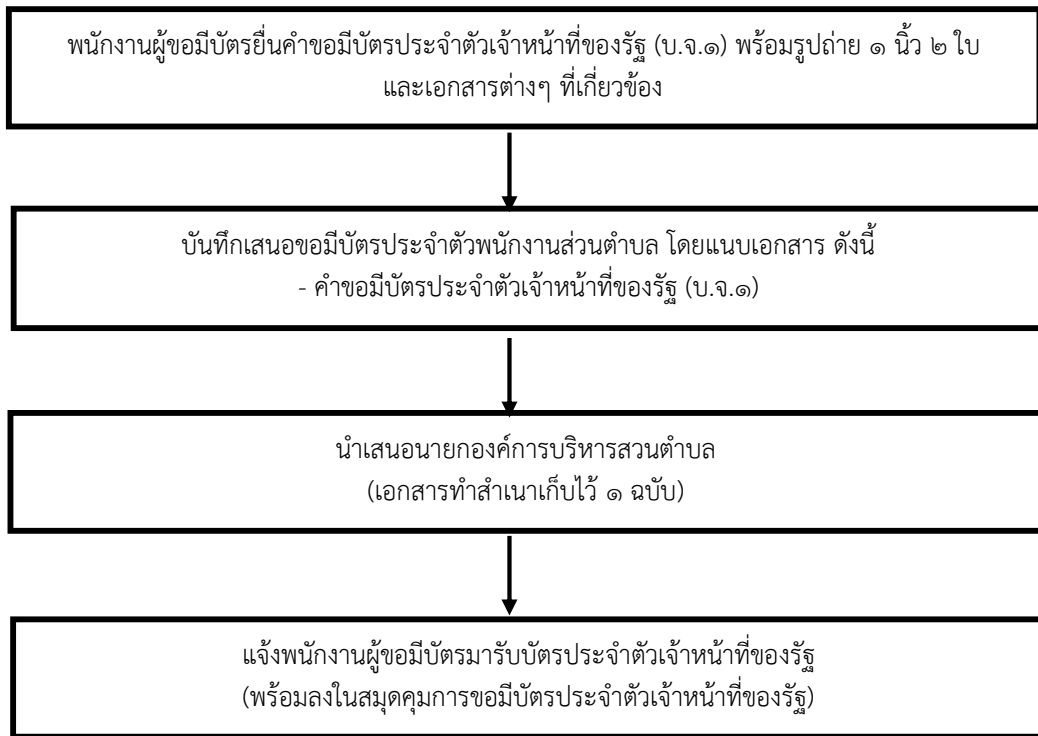 พนักงานผู้ขอมีบัตรยื่นคำขอมีบัตรประจำตัวเจ้าหน้าที่ของรัฐ (บ.จ.๑) พร้อมรูปถ่าย ๑ นิ้ว ๒ ใบ
และเอกสารต่างๆ ที่เกี่ยวข้อง
บันทึกเสนอขอมีบัตรประจำตัวพนักงานส่วนตำบล โดยแนบเอกสาร ดังนี้
- คำขอมีบัตรประจำตัวเจ้าหน้าที่ของรัฐ (บ.จ.๑)
นำเสนอนายกองค์การบริหารสวนตำบล
(เอกสารทำสำเนาเก็บไว้ ๑ ฉบับ)
แจ้งพนักงานผู้ขอมีบัตรมารับบัตรประจำตัวเจ้าหน้าที่ของรัฐ
(พร้อมลงในสมุดคุมการขอมีบัตรประจำตัวเจ้าหน้าที่ของรัฐ)